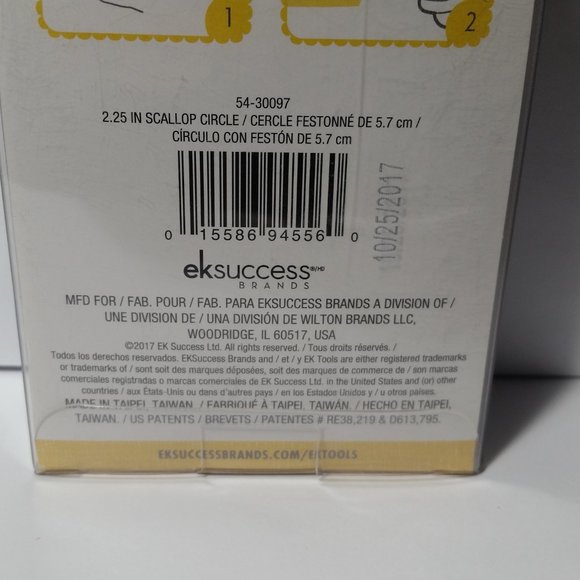 1
2
54-30097
2.25 IN SCALLOP CIRCLE / CERCLE FESTONNÉ DE 5.7 cm /
CÍRCULO CON FESTÓN DE 5.7 cm
0 15586 94556 0
10/25/2017
eksuccess®/MD
BRANDS
MFD FOR / FAB. POUR / FAB. PARA EKSUCCESS BRANDS A DIVISION OF /
UNE DIVISION DE / UNA DIVISIÓN DE WILTON BRANDS LLC,
WOODRIDGE, IL 60517, USA
©2017 EK Success Ltd. All rights reserved. / Tous droits réservés. /
Todos los derechos reservados. EKSuccess Brands and / et / y EK Tools are either registered trademarks
or trademarks of / sont soit des marques déposées, soit des marques de commerce de / son marcas
comerciales registradas o marcas comerciales de EK Success Ltd. in the United States and (or) other
countries / aux États-Unis ou dans d'autres pays / en los Estados Unidos y / u otros países.
MADE IN TAIPEI, TAIWAN. / FABRIQUÉ À TAIPEI, TAIWÁN. / HECHO EN TAIPEI,
TAIWAN. / US PATENTS / BREVETS / PATENTES # RE38,219 & D613,795.
EKSUCCESSBRANDS.COM/EKTOOLS